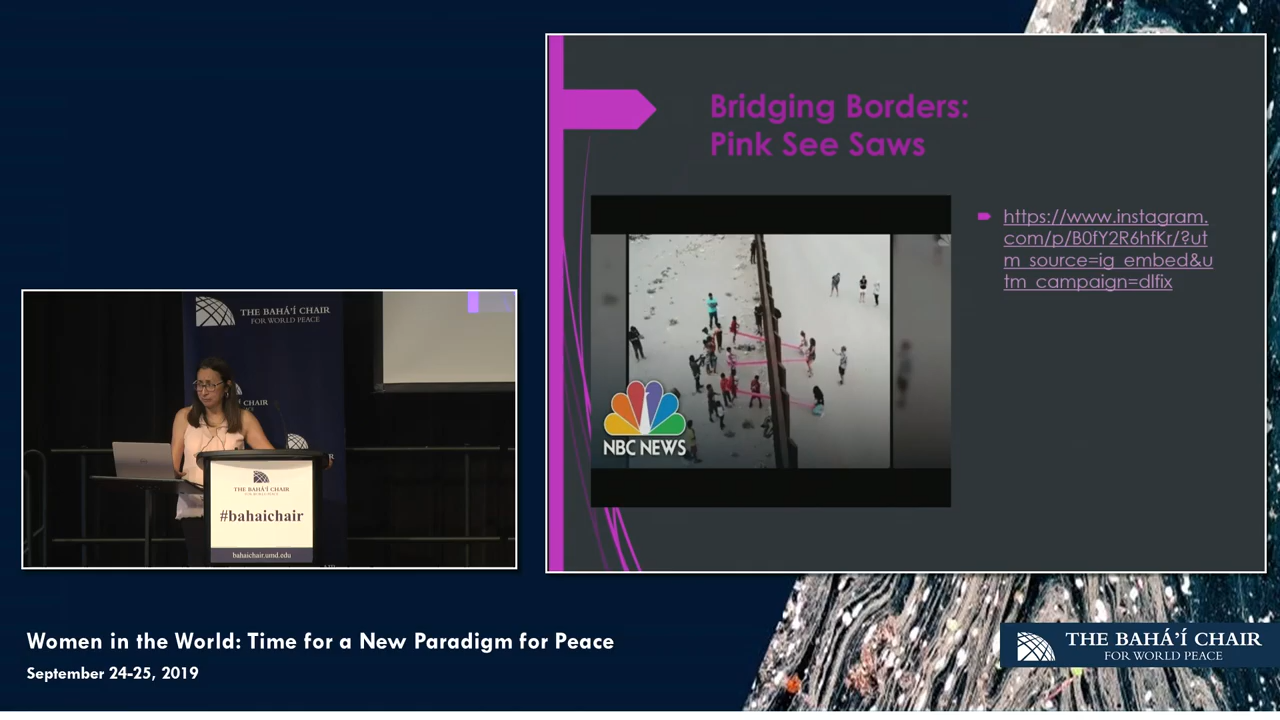 Bridging Borders:
Pink See Saws
https://www.instagram.
com/p/B0fY2R6hfKr/?ut
m_source=ig_embed&u
tm_campaign=dlfix
NBC NEWS
THE BAHÁ’Í CHAIR
FOR WORLD PEACE
CHAIR
THE BAHÁ’Í CHAIR
FOR WORLD PEACE
#bahaichair
bahaichair.umd.edu
Women in the World: Time for a New Paradigm for Peace
September 24-25, 2019
THE BAHÁ’Í CHAIR
FOR WORLD PEACE